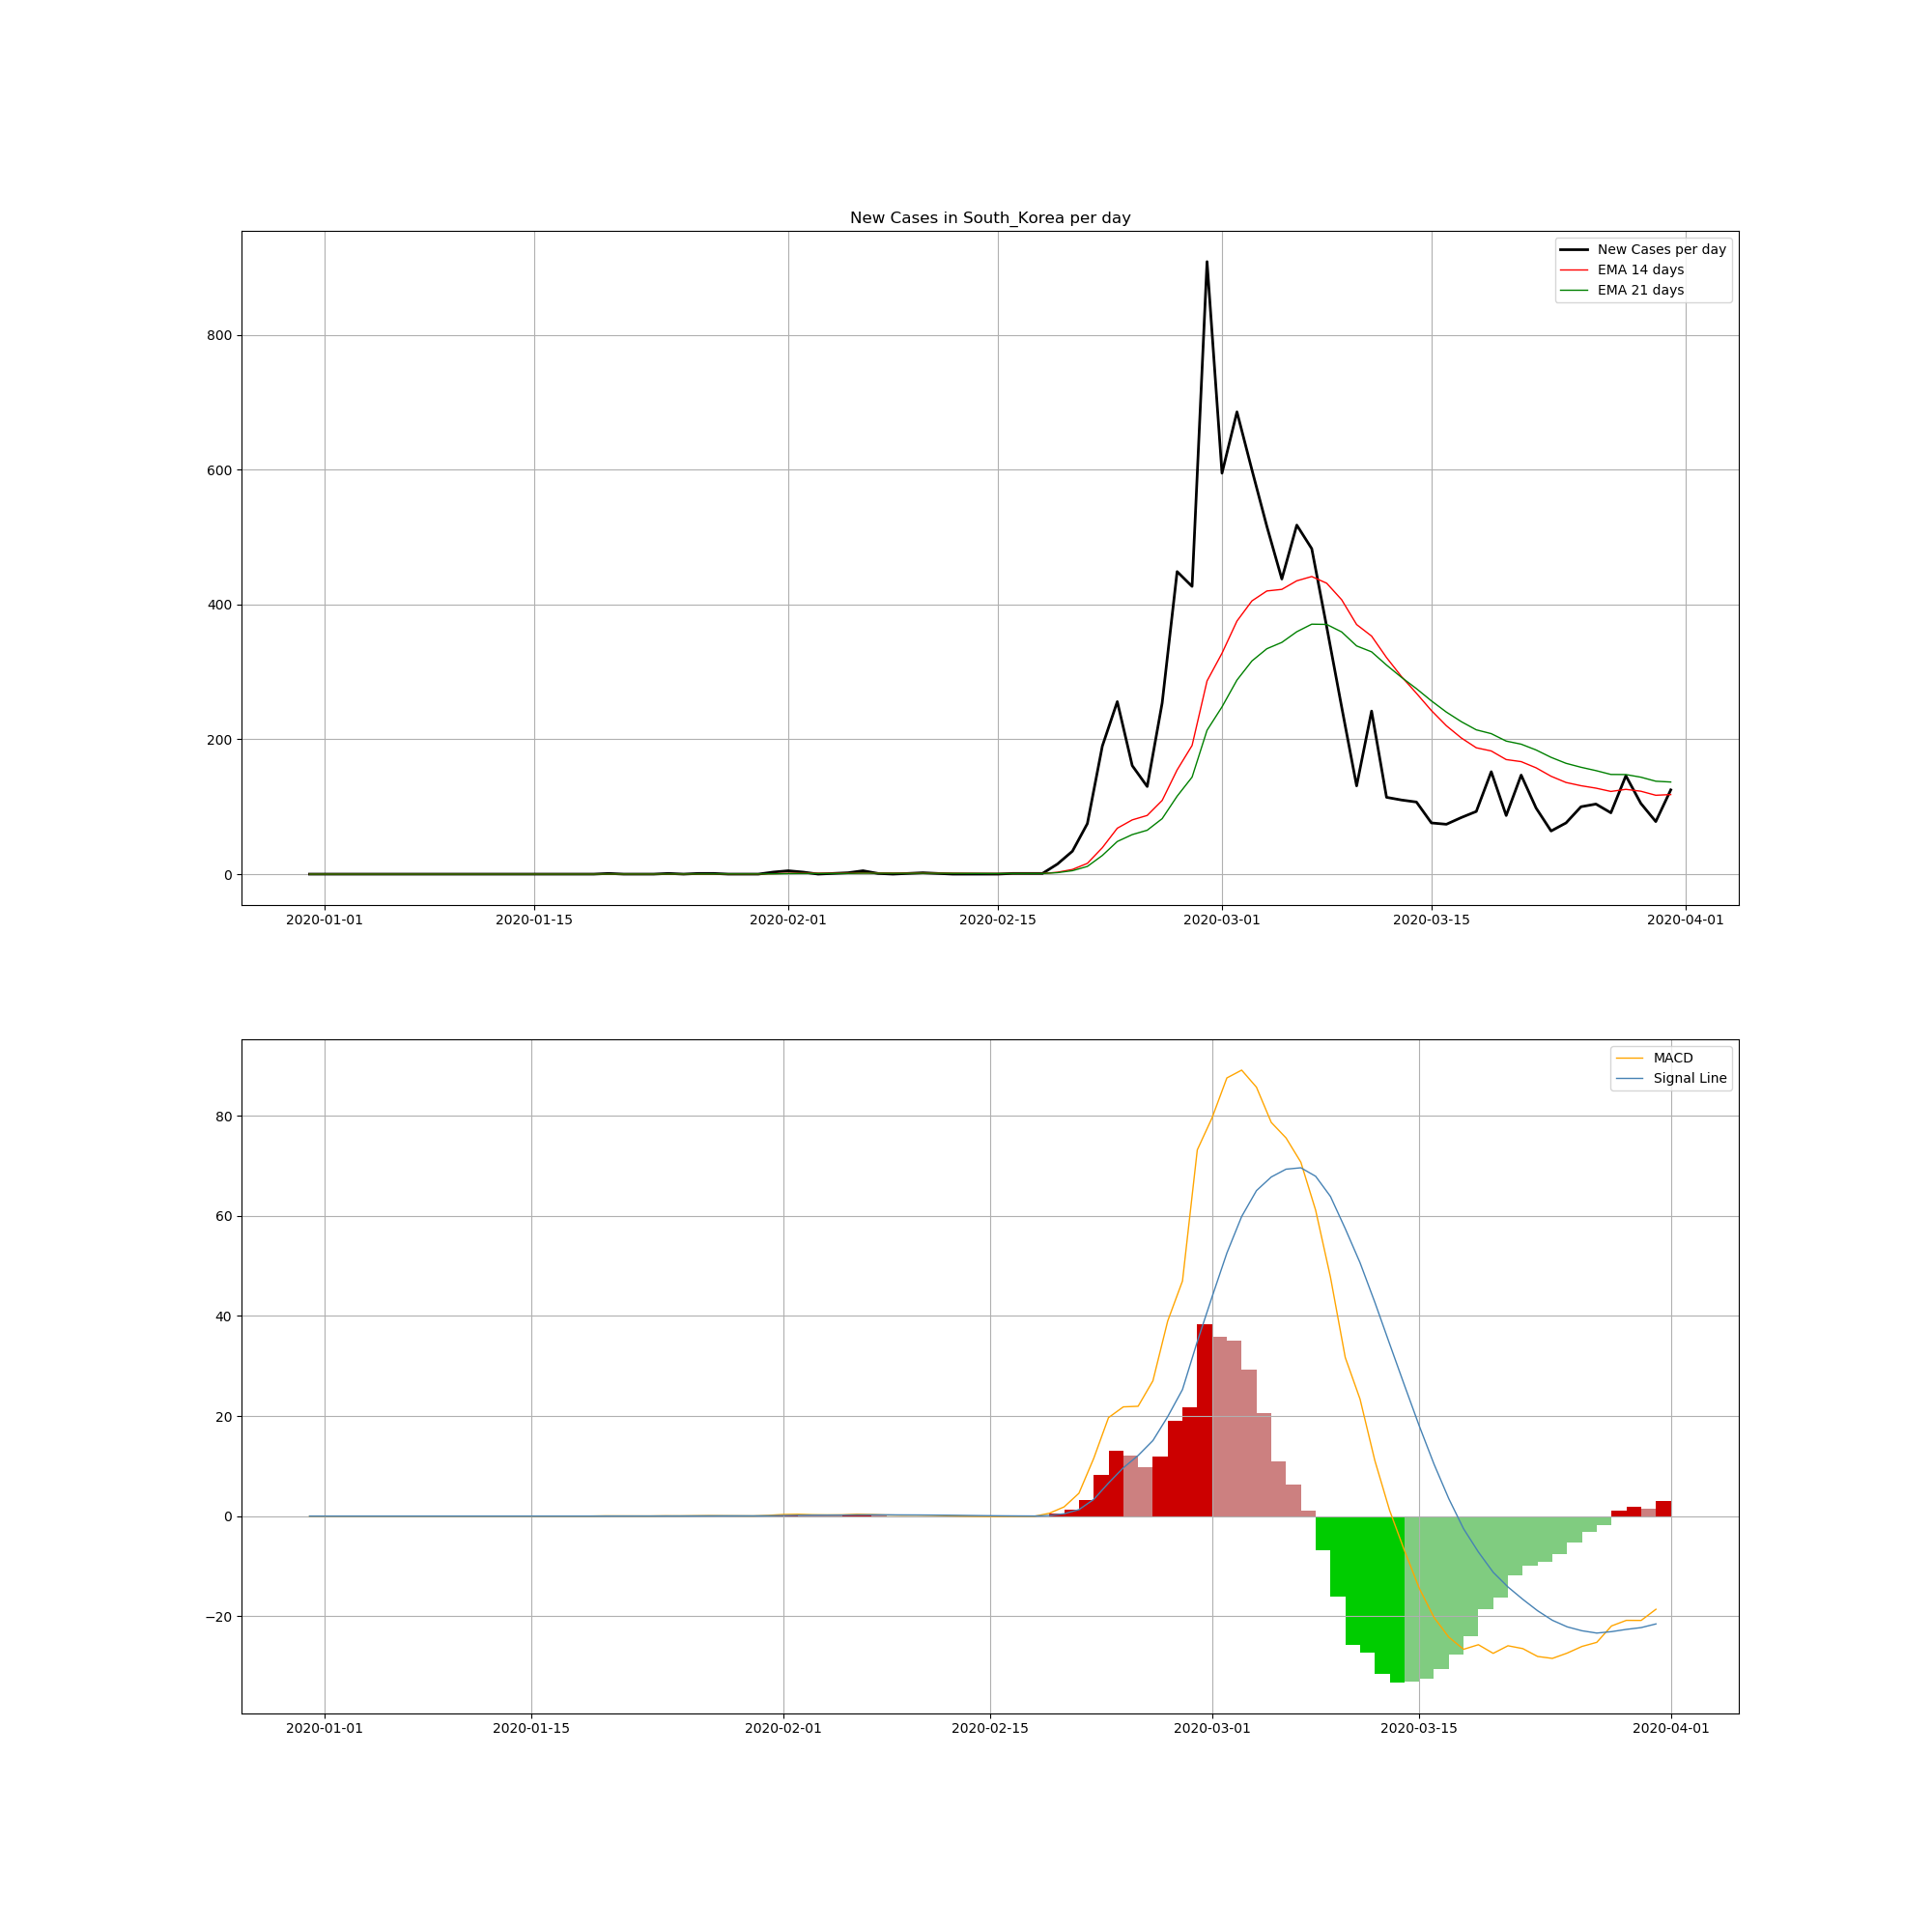 New Cases in South_Korea per day
New Cases per day
EMA 14 days
EMA 21 days
800
600
400
200
0
2020-01-01 2020-01-15 2020-02-01 2020-02-15 2020-03-01 2020-03-15 2020-04-01
MACD
Signal Line
80
60
40
20
0
−20
2020-01-01 2020-01-15 2020-02-01 2020-02-15 2020-03-01 2020-03-15 2020-04-01